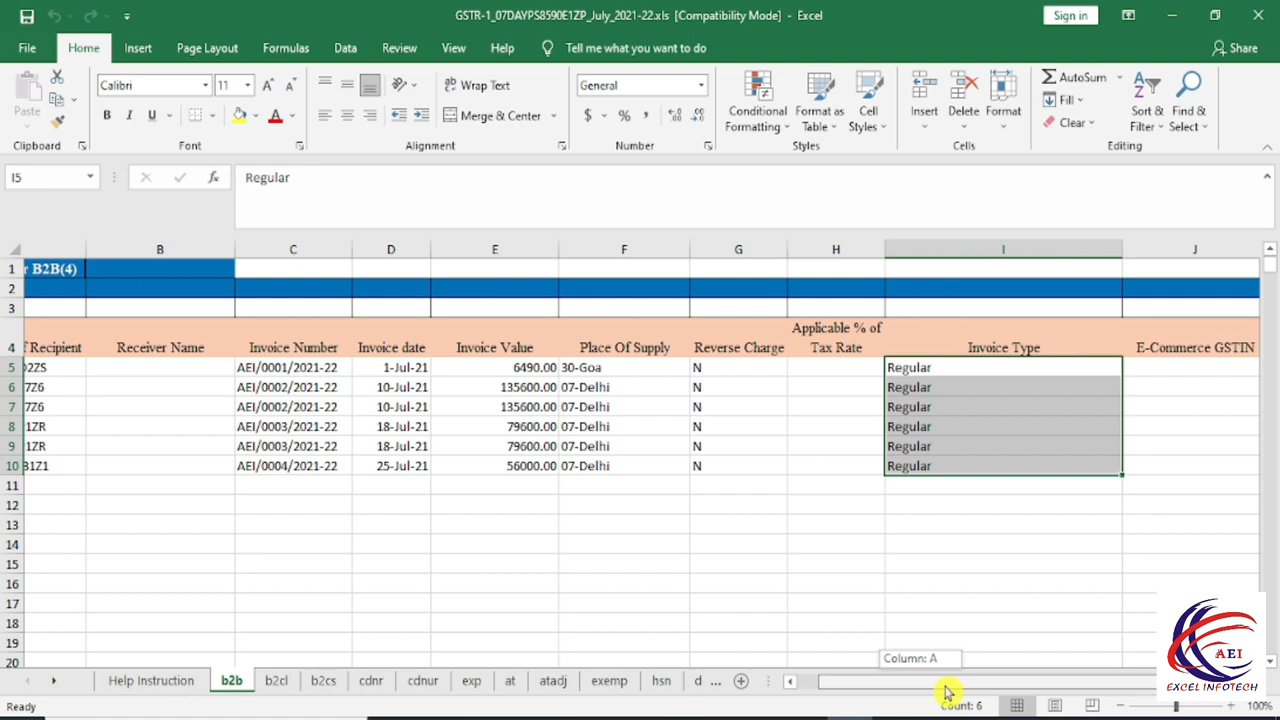 GSTR-1_07DAYPS8590E1ZP_July_2021-22.xls [Compatibility Mode] - Excel
Sign in
File Home Insert Page Layout Formulas Data Review View Help Tell me what you want to do Share
Calibri 11 Wrap Text General AutoSum
Paste Conditional Formatting Format as Table Cell Styles Insert Delete Format Fill Sort & Filter Find & Select
B I U Merge & Center $ % Clear
Clipboard Font Alignment Number Styles Cells Editing
I5 fx Regular
B C D E F G H I J
1 r B2B(4)
2
3
Applicable % of
4 f Recipient Receiver Name Invoice Number Invoice date Invoice Value Place Of Supply Reverse Charge Tax Rate Invoice Type E-Commerce GSTIN
5 2ZS AEI/0001/2021-22 1-Jul-21 6490.00 30-Goa N Regular
6 7Z6 AEI/0002/2021-22 10-Jul-21 135600.00 07-Delhi N Regular
7 7Z6 AEI/0002/2021-22 10-Jul-21 135600.00 07-Delhi N Regular
8 1ZR AEI/0003/2021-22 18-Jul-21 79600.00 07-Delhi N Regular
9 1ZR AEI/0003/2021-22 18-Jul-21 79600.00 07-Delhi N Regular
10 1Z1 AEI/0004/2021-22 25-Jul-21 56000.00 07-Delhi N Regular
11
12
13
14
15
16
17
18
19
20
Column: A
AEI
EXCEL INFOTECH
Help Instruction b2b b2cl b2cs cdnr cdnur exp at atadj exemp hsn d ...
Ready Count: 6 100%